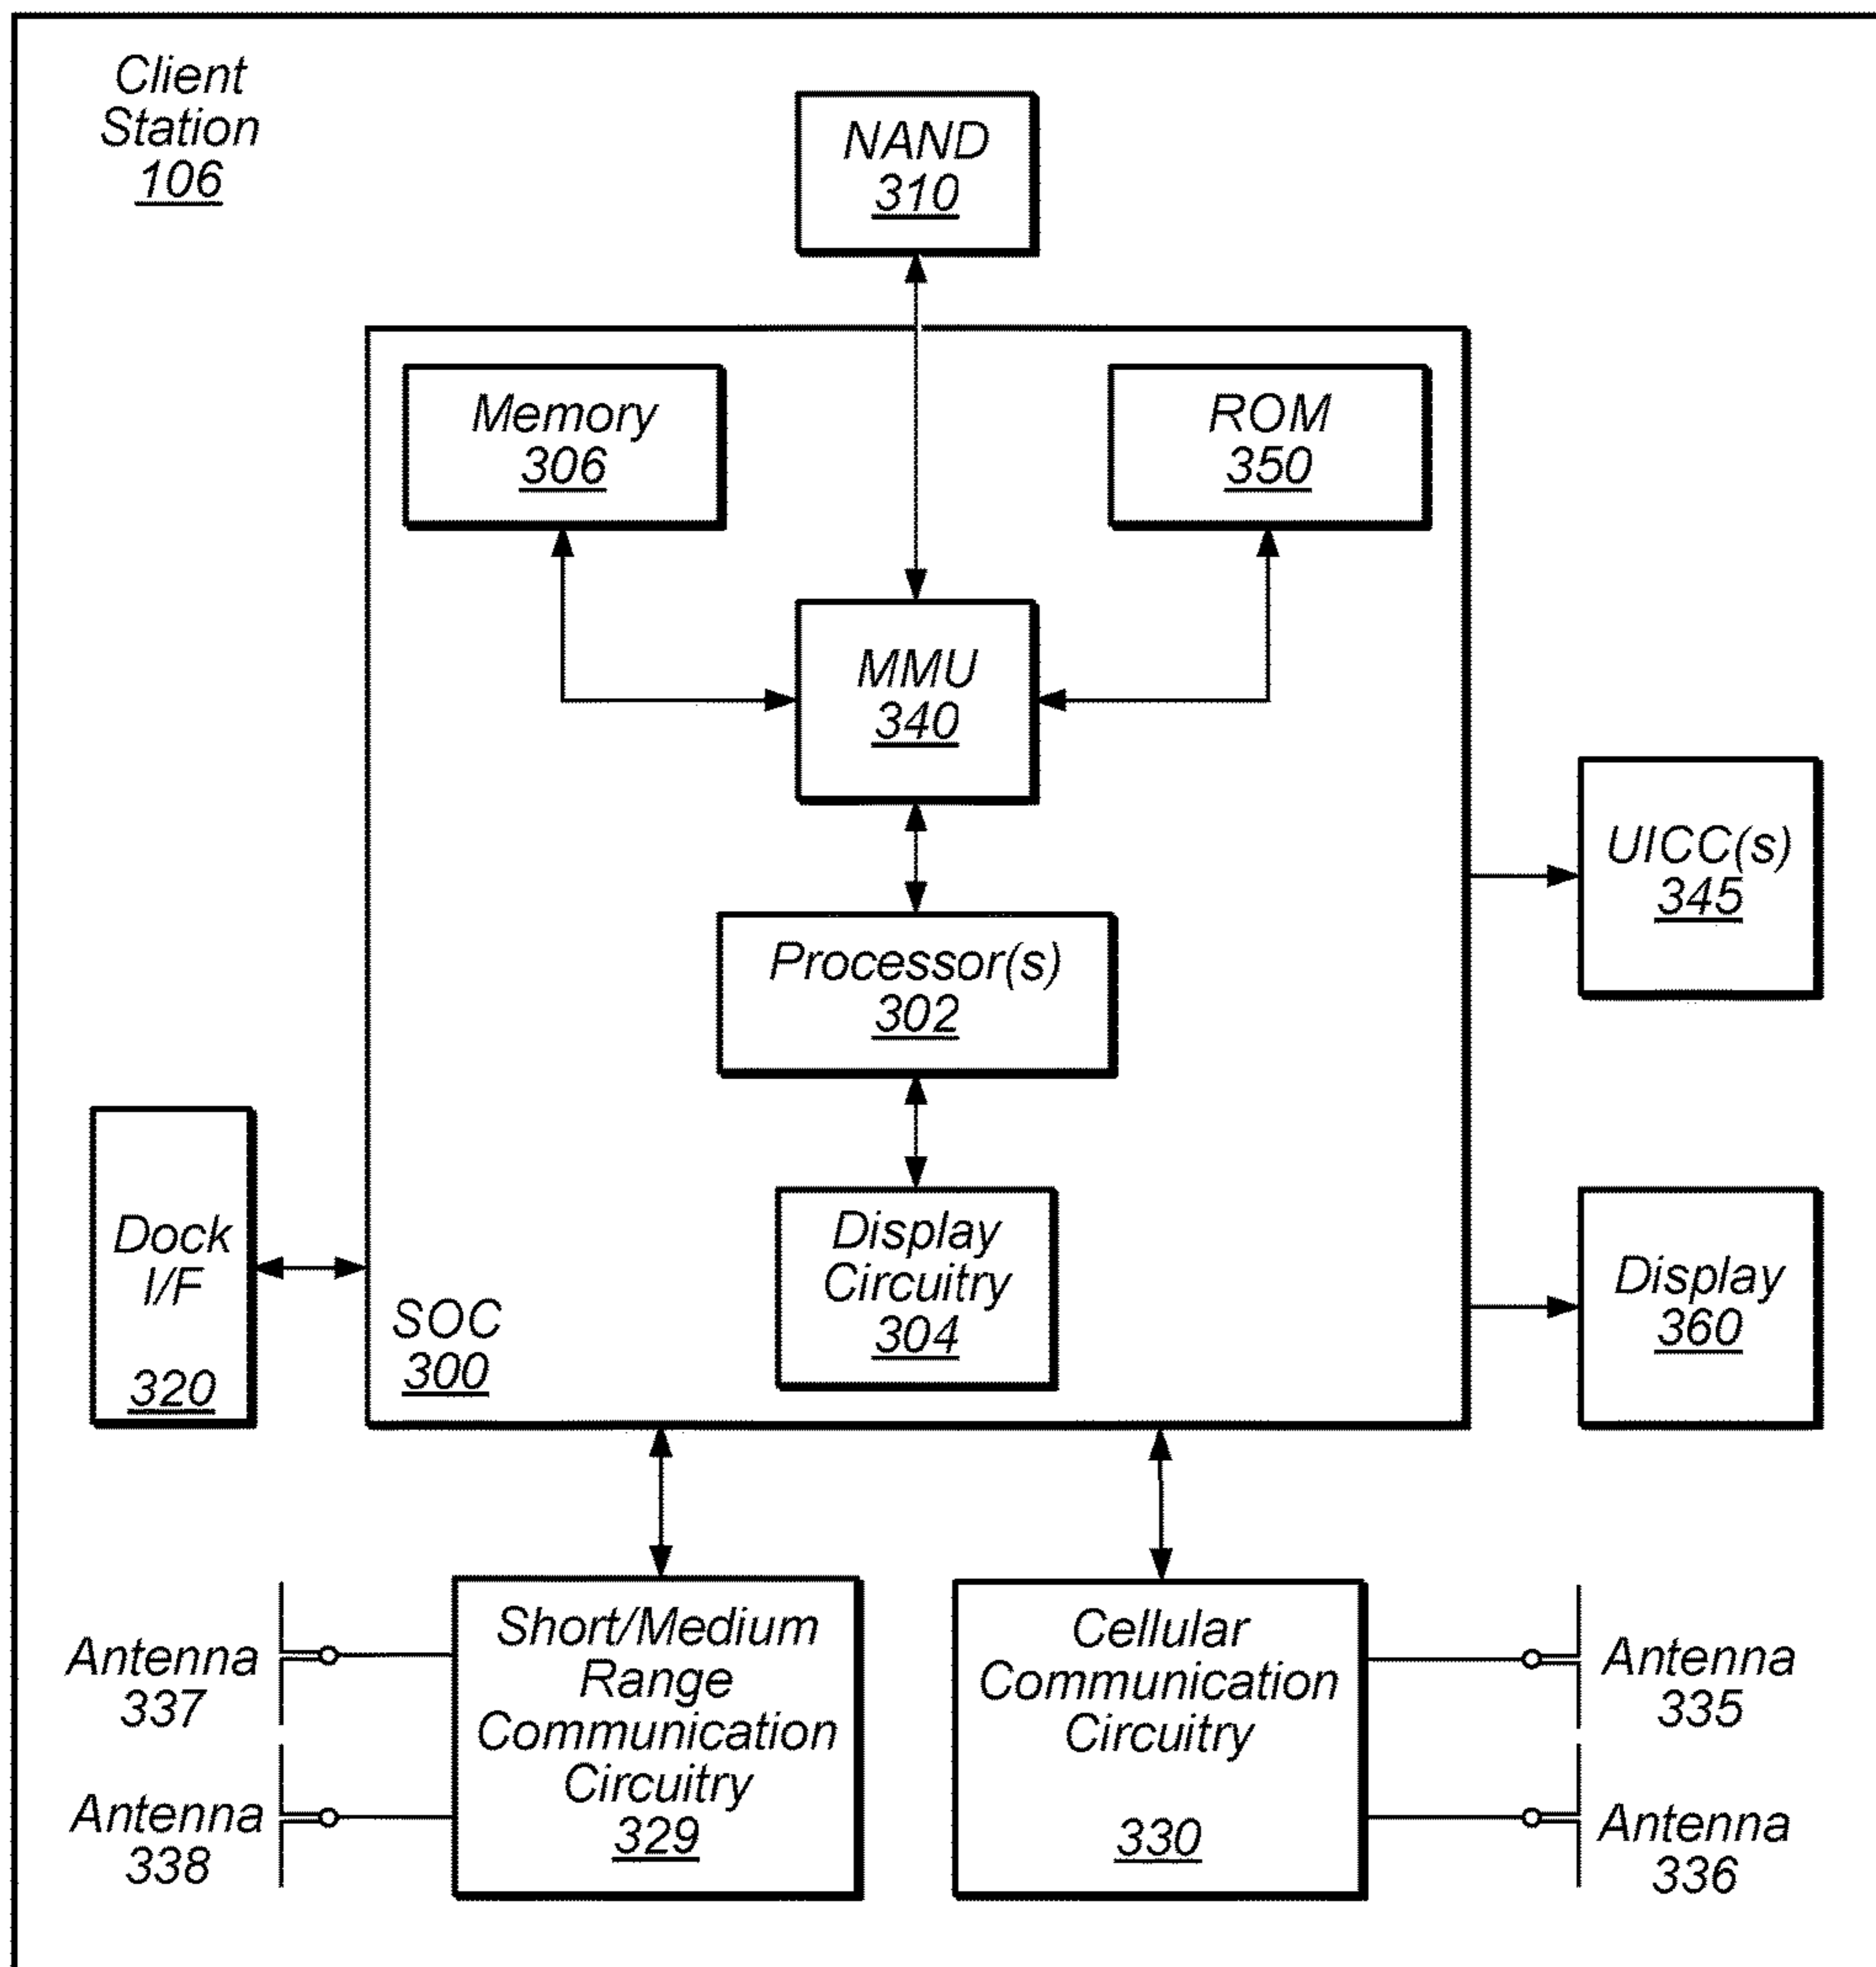 Client
Station
106
NAND
310
Memory
306
ROM
350
MMU
340
UICC(s)
345
Processor(s)
302
Dock
I/F
320
SOC
300
Display
Circuitry
304
Display
360
Antenna
337
Antenna
338
Short/Medium
Range
Communication
Circuitry
329
Cellular
Communication
Circuitry
330
Antenna
335
Antenna
336